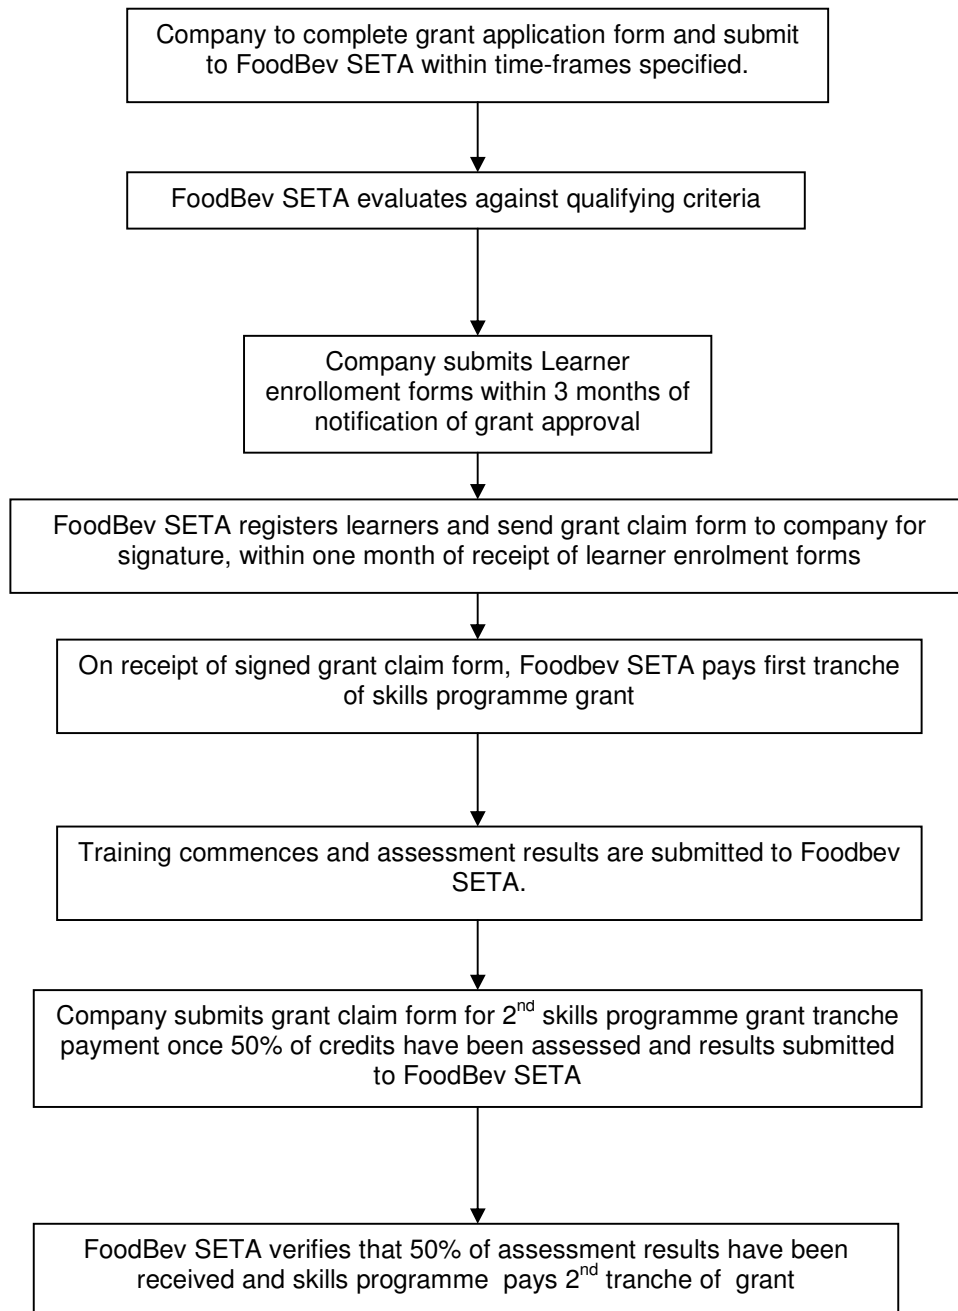 Company to complete grant application form and submit
to FoodBev SETA within time-frames specified.
FoodBev SETA evaluates against qualifying criteria
Company submits Learner
enrolloment forms within 3 months of
notification of grant approval
FoodBev SETA registers learners and send grant claim form to company for
signature, within one month of receipt of learner enrolment forms
On receipt of signed grant claim form, Foodbev SETA pays first tranche
of skills programme grant
Training commences and assessment results are submitted to Foodbev
SETA.
Company submits grant claim form for 2nd skills programme grant tranche
payment once 50% of credits have been assessed and results submitted
to FoodBev SETA
FoodBev SETA verifies that 50% of assessment results have been
received and skills programme pays 2nd tranche of grant